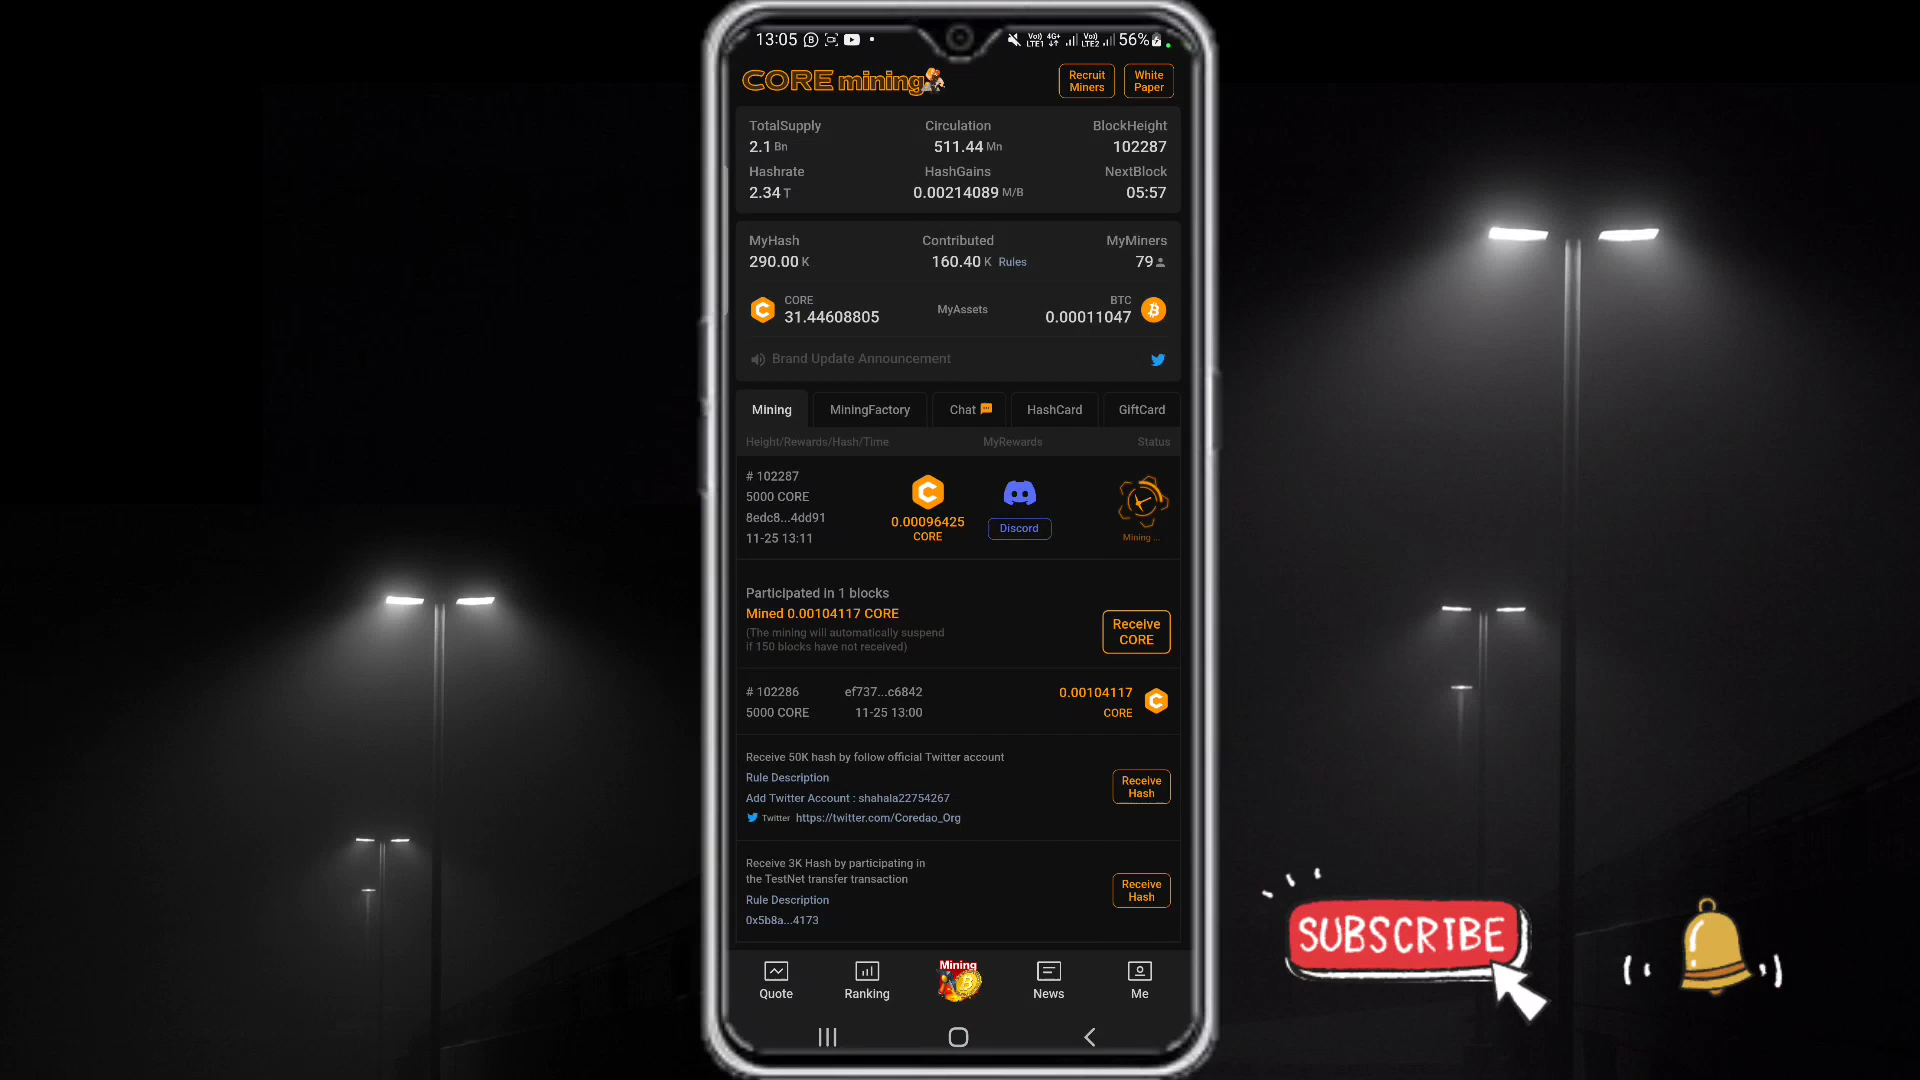 13:05
Vo) 4G+ Vo)
LTE1 LTE2 56%
CORE mining
Recruit Miners
White Paper
TotalSupply Circulation BlockHeight
2.1 Bn 511.44 Mn 102287
Hashrate HashGains NextBlock
2.34 T 0.00214089 M/B 05:57
MyHash Contributed MyMiners
290.00 K 160.40 K Rules 79
CORE BTC
31.44608805 MyAssets 0.00011047
Brand Update Announcement
Mining MiningFactory Chat HashCard GiftCard
Height/Rewards/Hash/Time MyRewards Status
# 102287
5000 CORE
8edc8...4dd91
11-25 13:11
0.00096425
CORE
Discord
Mining ...
Participated in 1 blocks
Mined 0.00104117 CORE
(The mining will automatically suspend
if 150 blocks have not received)
Receive
CORE
# 102286 ef737...c6842 0.00104117
5000 CORE 11-25 13:00 CORE
Receive 50K hash by follow official Twitter account
Rule Description
Add Twitter Account : shahala22754267
Twitter https://twitter.com/Coredao_Org
Receive
Hash
Receive 3K Hash by participating in
the TestNet transfer transaction
Rule Description
0x5b8a...4173
Receive
Hash
Mining
Quote Ranking News Me
SUBSCRIBE